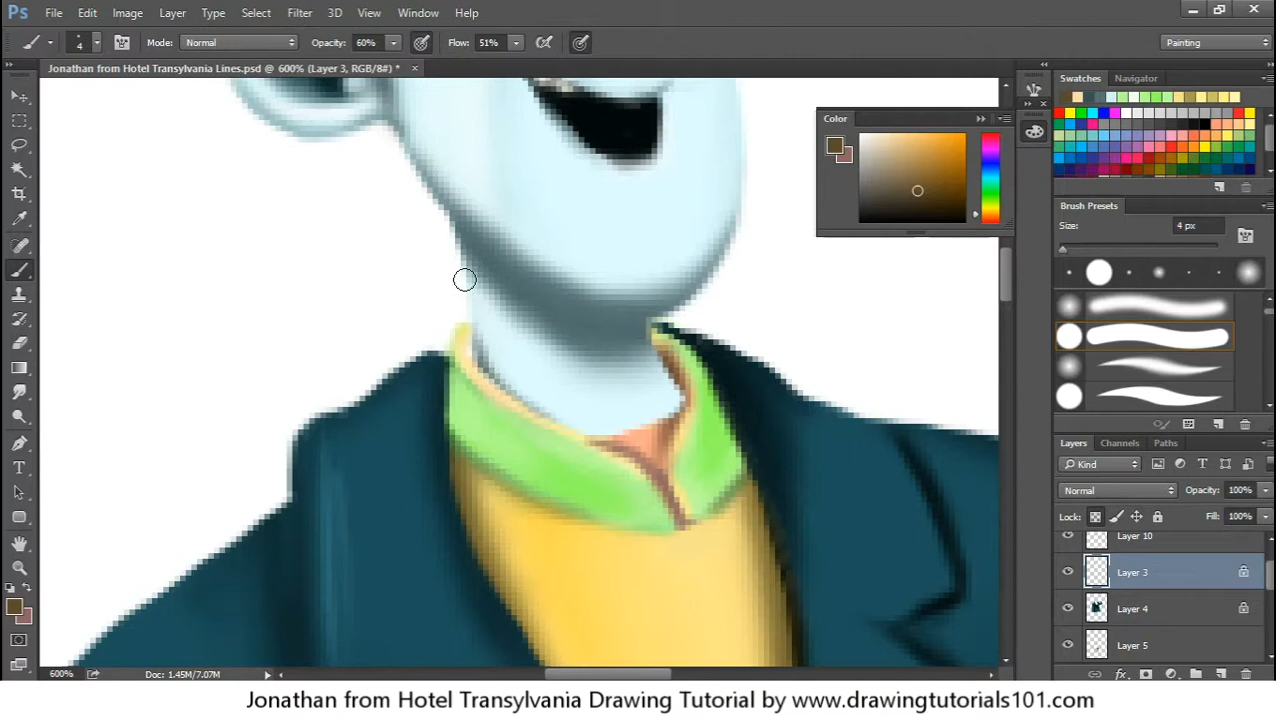 Ps File Edit Image Layer Type Select Filter 3D View Window Help
4 Mode: Normal Opacity: 60% Flow: 51% Painting
Jonathan from Hotel Transylvania Lines.psd @ 600% (Layer 3, RGB/8#) * ×
Swatches Navigator
Color
Brush Presets
Size: 4 px
Layers Channels Paths
Kind
Normal Opacity: 100%
Lock: Fill: 100%
Layer 10
Layer 3
Layer 4
Layer 5
600% Doc: 1.45M/7.07M
Jonathan from Hotel Transylvania Drawing Tutorial by www.drawingtutorials101.com